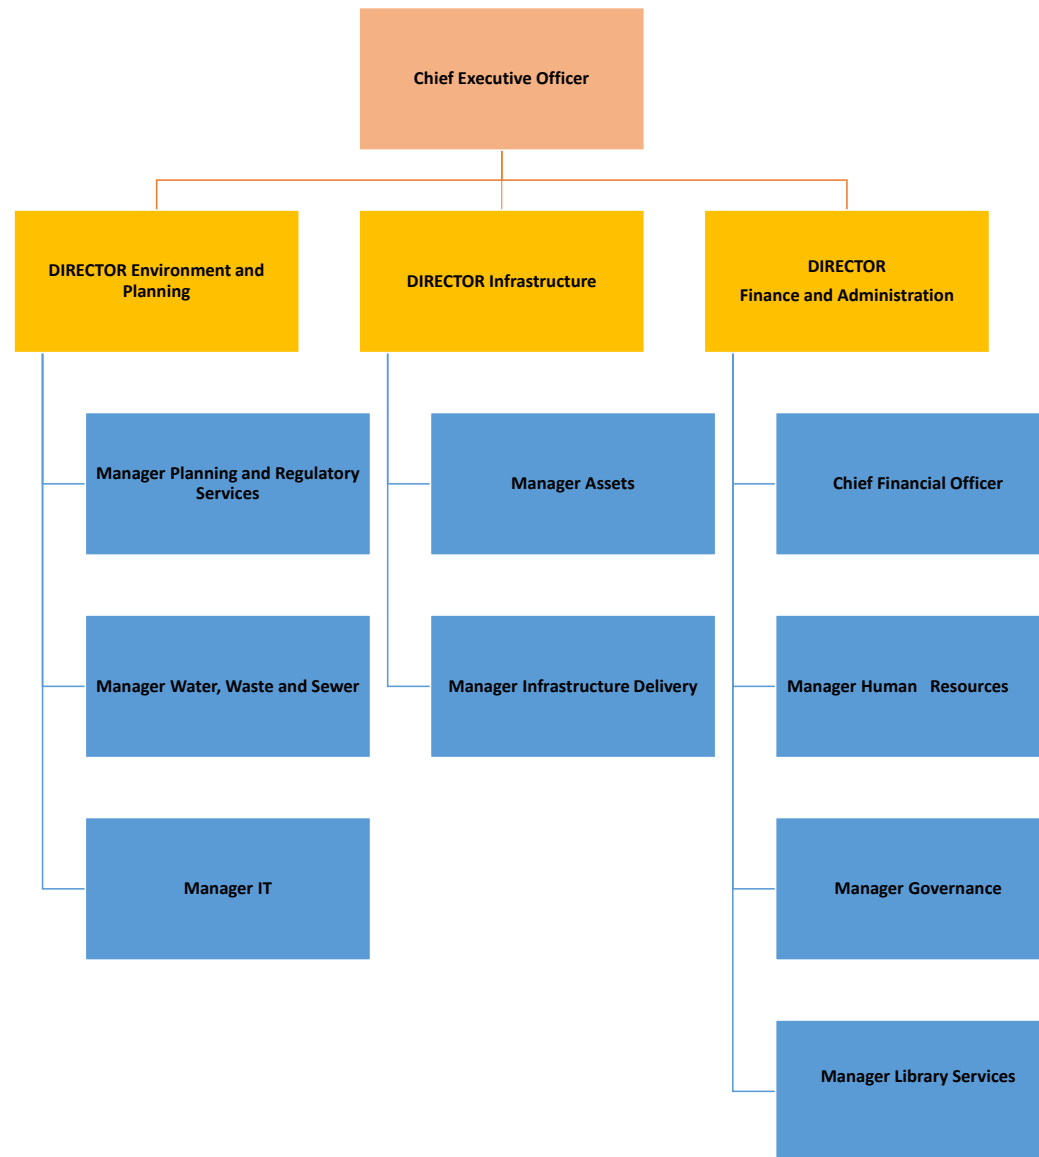 Chief Executive Officer
DIRECTOR Environment and
Planning
DIRECTOR Infrastructure
DIRECTOR
Finance and Administration
Manager Planning and Regulatory
Services
Manager Assets
Chief Financial Officer
Manager Water, Waste and Sewer
Manager Infrastructure Delivery
Manager Human   Resources
Manager IT
Manager Governance
Manager Library Services